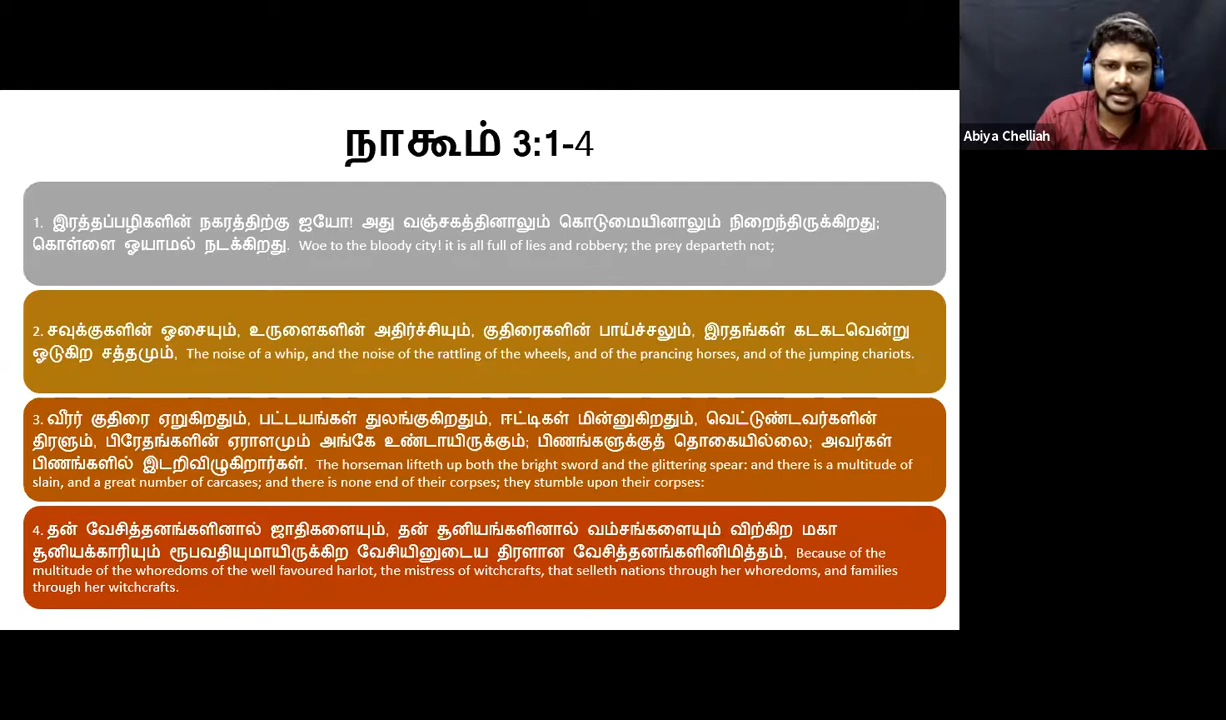 Abiya Chelliah
நாகூம் 3:1-4
1. இரத்தப்பழிகளின் நகரத்திற்கு ஐயோ! அது வஞ்சகத்தினாலும் கொடுமையினாலும் நிறைந்திருக்கிறது;
கொள்ளை ஓயாமல் நடக்கிறது. Woe to the bloody city! it is all full of lies and robbery; the prey departeth not;
2. சவுக்குகளின் ஓசையும், உருளைகளின் அதிர்ச்சியும், குதிரைகளின் பாய்ச்சலும், இரதங்கள் கடகடவென்று
ஓடுகிற சத்தமும், The noise of a whip, and the noise of the rattling of the wheels, and of the prancing horses, and of the jumping chariots.
3. வீரர் குதிரை ஏறுகிறதும், பட்டயங்கள் துலங்குகிறதும், ஈட்டிகள் மின்னுகிறதும், வெட்டுண்டவர்களின்
திரளும், பிரேதங்களின் ஏராளமும் அங்கே உண்டாயிருக்கும்; பிணங்களுக்குத் தொகையில்லை; அவர்கள்
பிணங்களில் இடறிவிழுகிறார்கள். The horseman lifteth up both the bright sword and the glittering spear: and there is a multitude of
slain, and a great number of carcases; and there is none end of their corpses; they stumble upon their corpses:
4. தன் வேசித்தனங்களினால் ஜாதிகளையும், தன் சூனியங்களினால் வம்சங்களையும் விற்கிற மகா
சூனியக்காரியும் ரூபவதியுமாயிருக்கிற வேசியினுடைய திரளான வேசித்தனங்களினிமித்தம், Because of the
multitude of the whoredoms of the well favoured harlot, the mistress of witchcrafts, that selleth nations through her whoredoms, and families
through her witchcrafts.